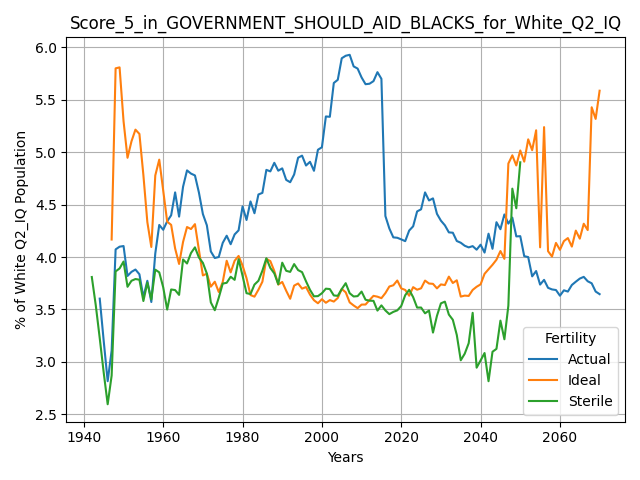 Score_5_in_GOVERNMENT_SHOULD_AID_BLACKS_for_White_Q2_IQ
% of White Q2_IQ Population
6.0
5.5
5.0
4.5
4.0
3.5
3.0
2.5
1940 1960 1980 2000 2020 2040 2060
Years
Fertility
Actual
Ideal
Sterile